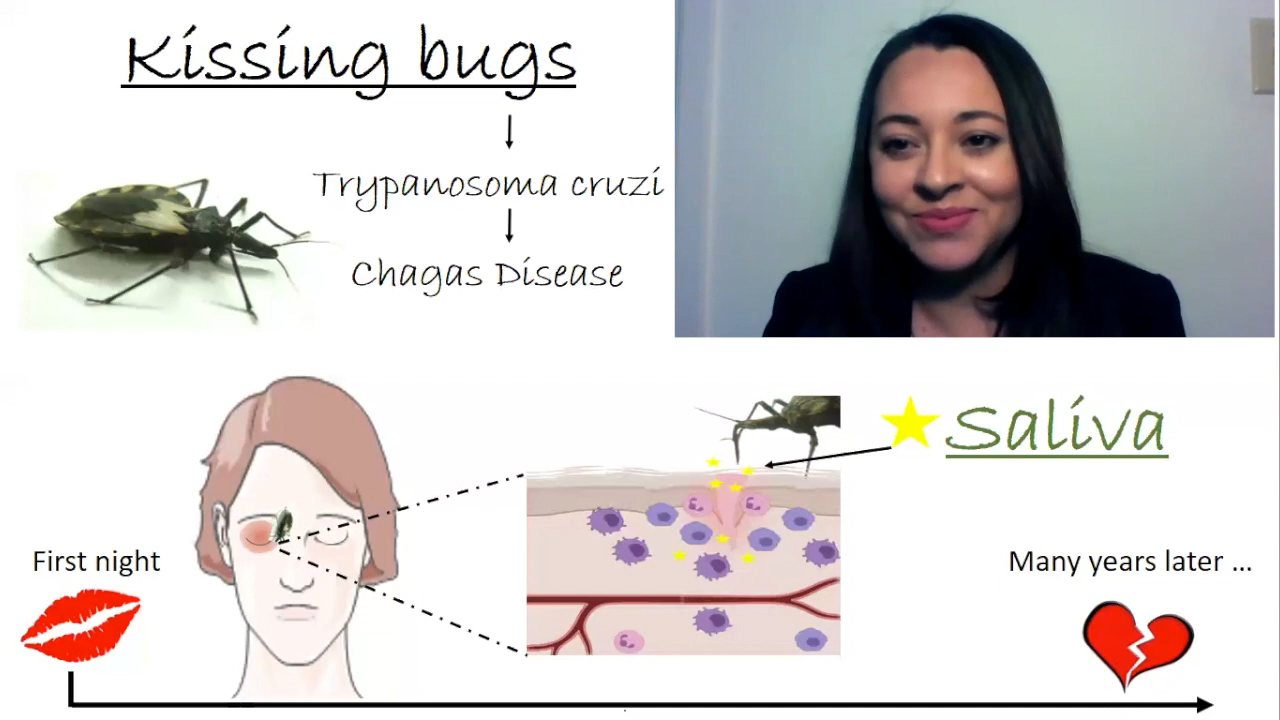 Kissing bugs
Trypanosoma cruzi
Chagas Disease
Saliva
First night
Many years later ...